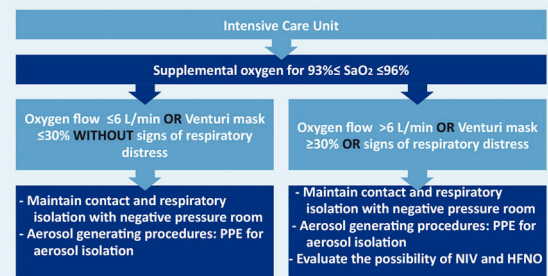 Intensive Care Unit
Supplemental oxygen for 93%≤ SaO₂ ≤96%
Oxygen flow ≤6 L/min OR Venturi mask
≤30% WITHOUT signs of respiratory
distress
Oxygen flow >6 L/min OR Venturi mask
≥30% OR signs of respiratory distress
- Maintain contact and respiratory
isolation with negative pressure room
- Aerosol generating procedures: PPE for
aerosol isolation
- Maintain contact and respiratory
isolation with negative pressure room
- Aerosol generating procedures: PPE for
aerosol isolation
- Evaluate the possibility of NIV and HFNO